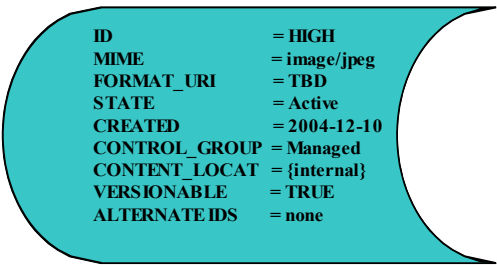 ID = HIGH
MIME = image/jpeg
FORMAT_URI = TBD
STATE = Active
CREATED = 2004-12-10
CONTROL_GROUP = Managed
CONTENT_LOCAT = {internal}
VERSIONABLE = TRUE
ALTERNATE IDS = none